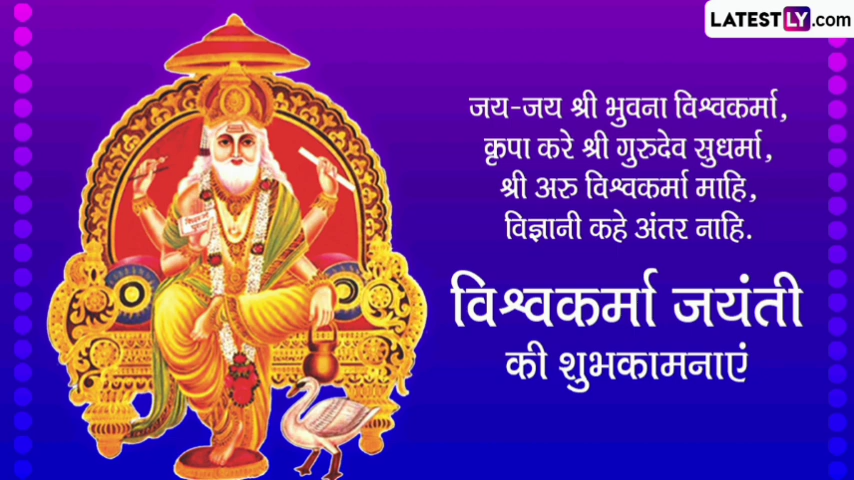 LATESTLY.com
जय-जय श्री भुवना विश्वकर्मा,
कृपा करे श्री गुरुदेव सुधर्मा,
श्री अरु विश्वकर्मा माहि,
विज्ञानी कहे अंतर नाहि.
विश्वकर्मा जयंती
की शुभकामनाएं